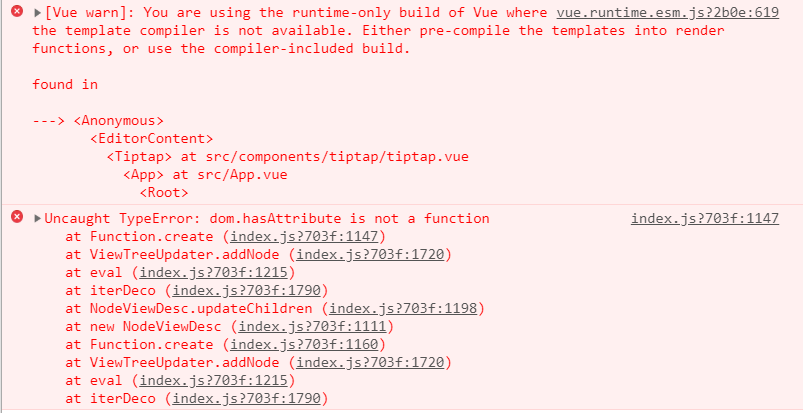 [Vue warn]: You are using the runtime-only build of Vue where vue.runtime.esm.js?2b0e:619
the template compiler is not available. Either pre-compile the templates into render
functions, or use the compiler-included build.
found in
---> <Anonymous>
<EditorContent>
<Tiptap> at src/components/tiptap/tiptap.vue
<App> at src/App.vue
<Root>
Uncaught TypeError: dom.hasAttribute is not a function index.js?703f:1147
at Function.create (index.js?703f:1147)
at ViewTreeUpdater.addNode (index.js?703f:1720)
at eval (index.js?703f:1215)
at iterDeco (index.js?703f:1790)
at NodeViewDesc.updateChildren (index.js?703f:1198)
at new NodeViewDesc (index.js?703f:1111)
at Function.create (index.js?703f:1160)
at ViewTreeUpdater.addNode (index.js?703f:1720)
at eval (index.js?703f:1215)
at iterDeco (index.js?703f:1790)